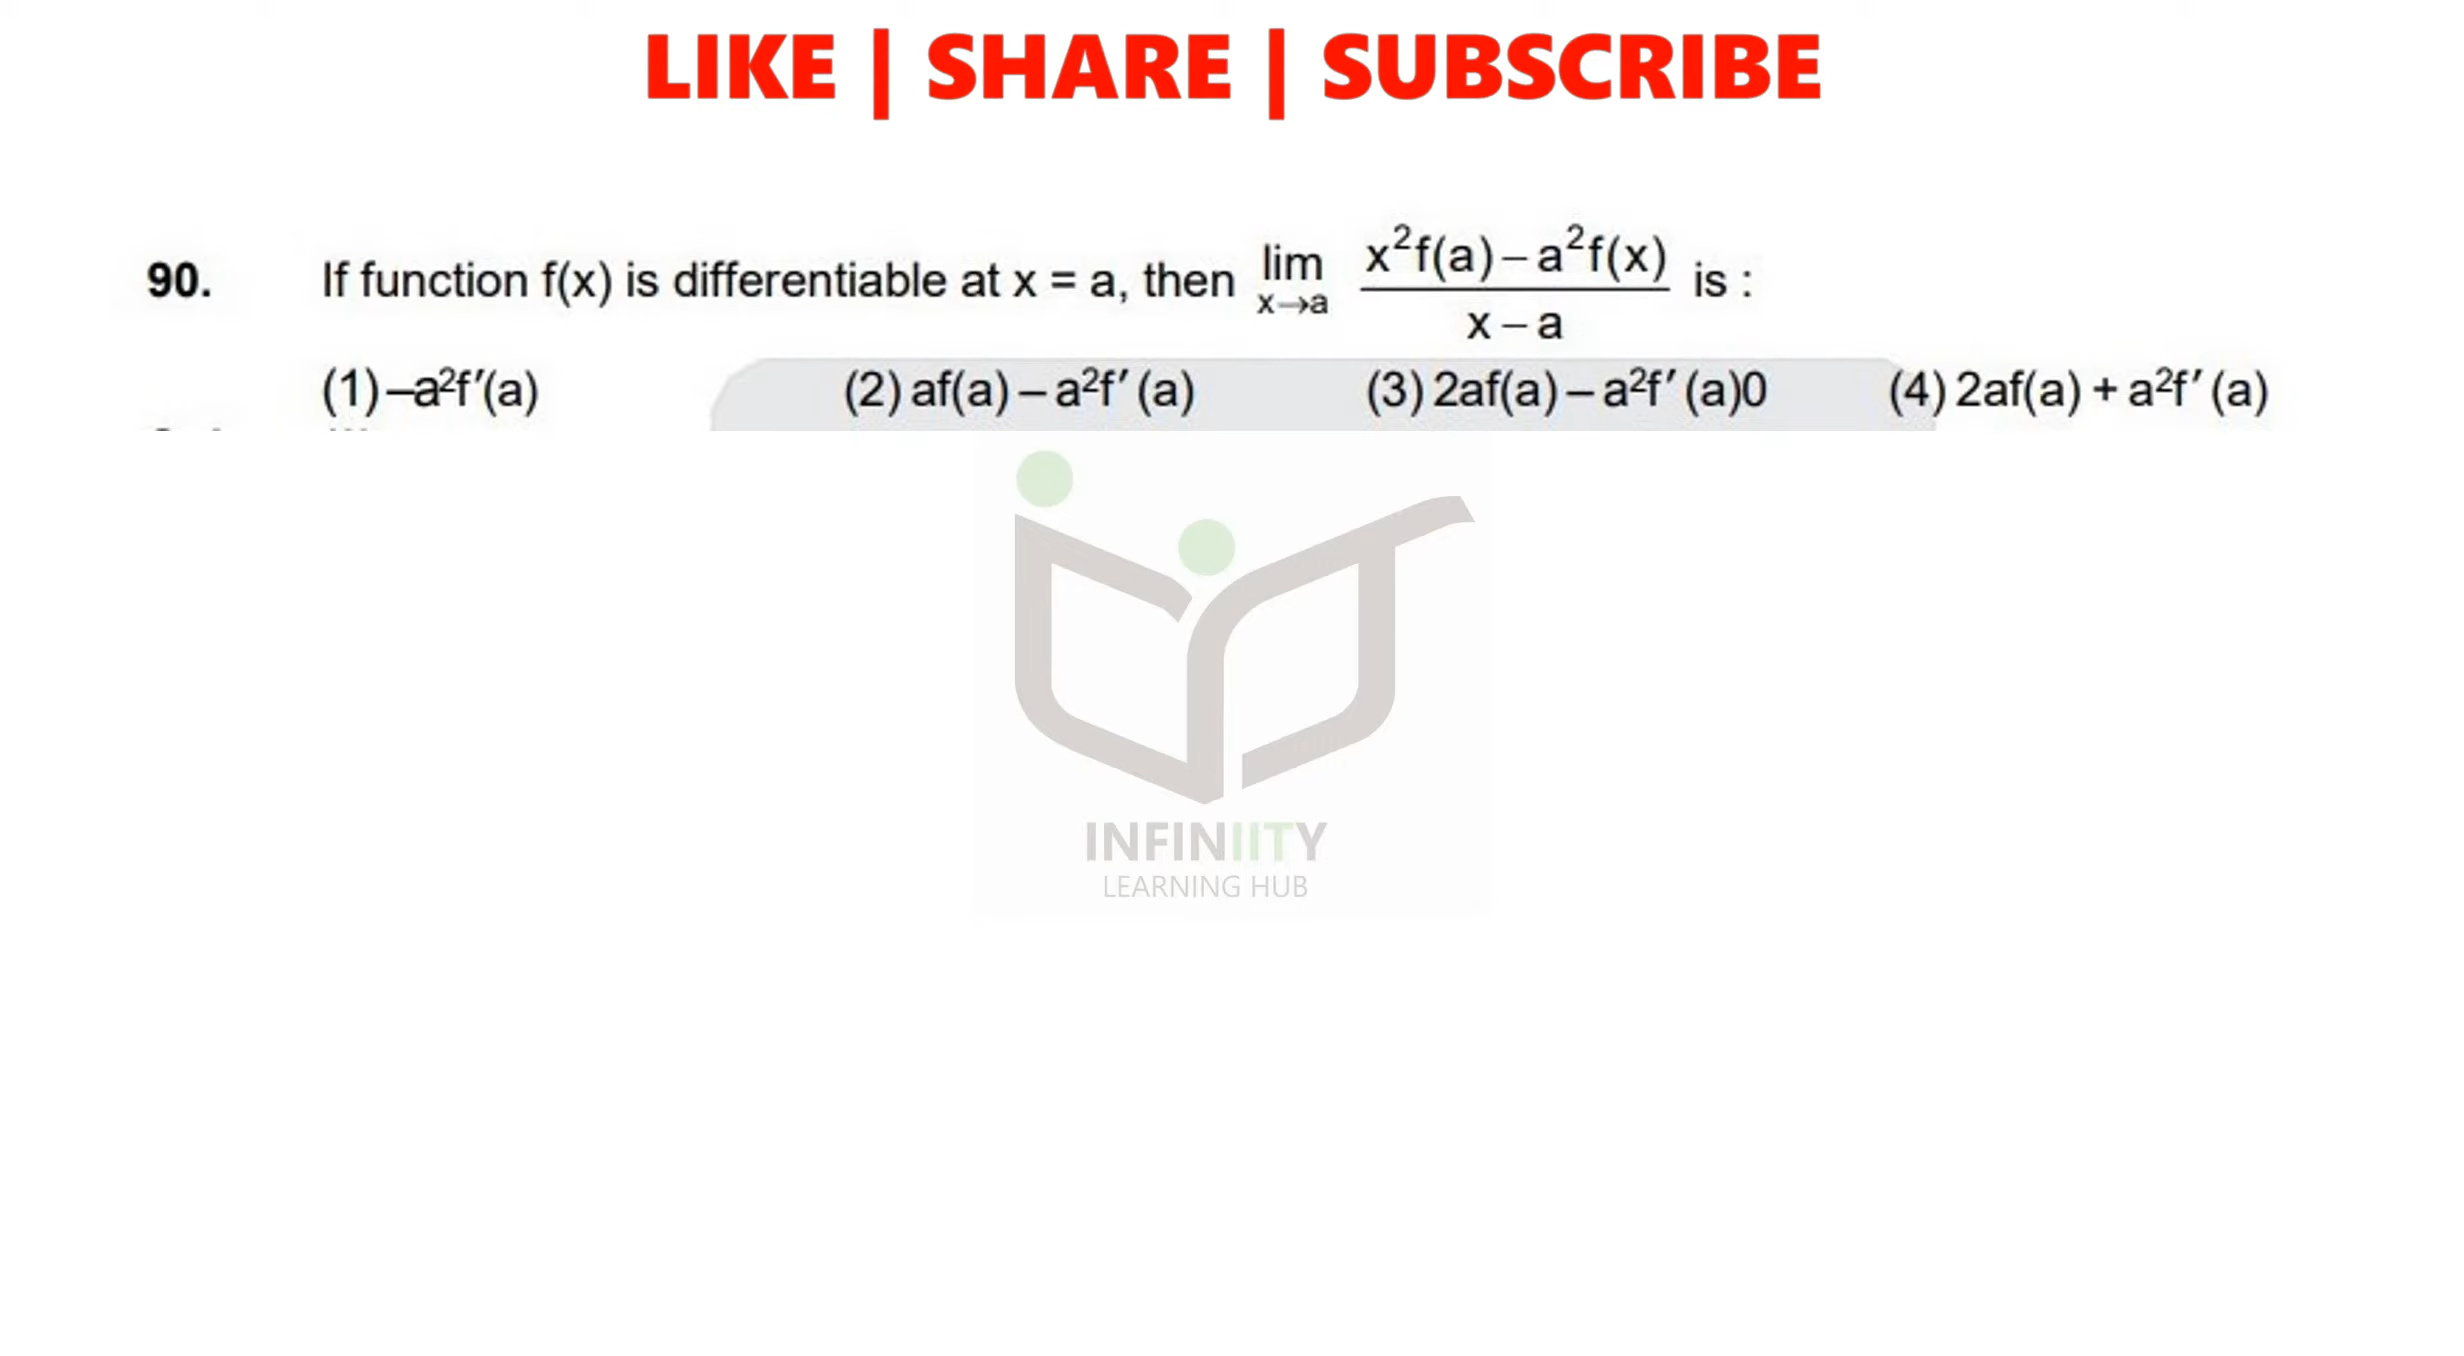 LIKE | SHARE | SUBSCRIBE
90. If function f(x) is differentiable at x = a, then lim x→a (x²f(a) – a²f(x)) / (x – a) is :
(1) –a²f′(a) (2) af(a) – a²f′ (a) (3) 2af(a) – a²f′ (a)0 (4) 2af(a) + a²f′ (a)
INFINIITY
LEARNING HUB